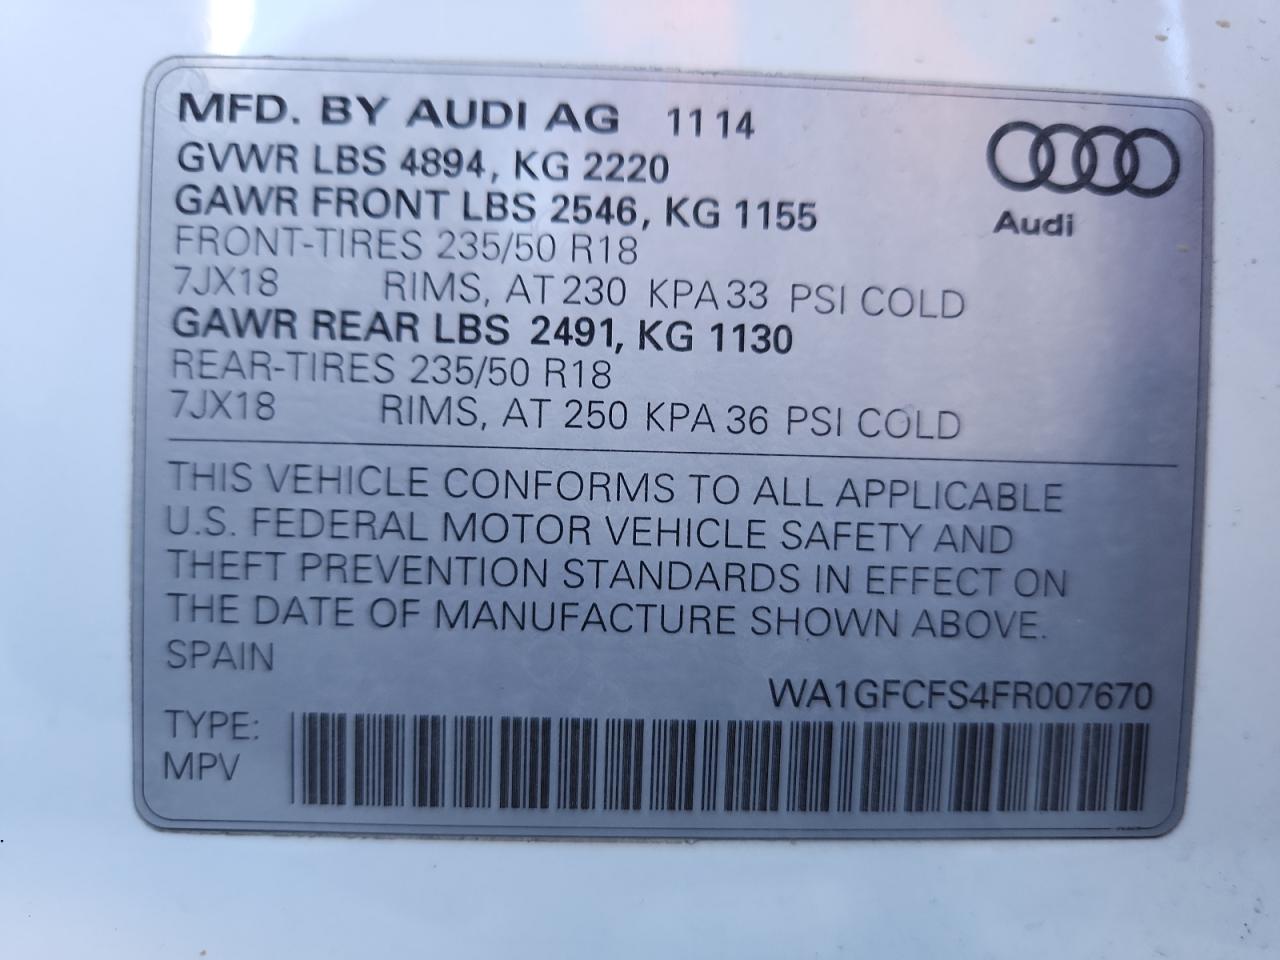 MFD. BY AUDI AG 11 14
GVWR LBS 4894, KG 2220
GAWR FRONT LBS 2546, KG 1155
FRONT-TIRES 235/50 R18
7JX18 RIMS, AT 230 KPA 33 PSI COLD
GAWR REAR LBS 2491, KG 1130
REAR-TIRES 235/50 R18
7JX18 RIMS, AT 250 KPA 36 PSI COLD
Audi
THIS VEHICLE CONFORMS TO ALL APPLICABLE
U.S. FEDERAL MOTOR VEHICLE SAFETY AND
THEFT PREVENTION STANDARDS IN EFFECT ON
THE DATE OF MANUFACTURE SHOWN ABOVE.
SPAIN
WA1GFCFS4FR007670
TYPE:
MPV